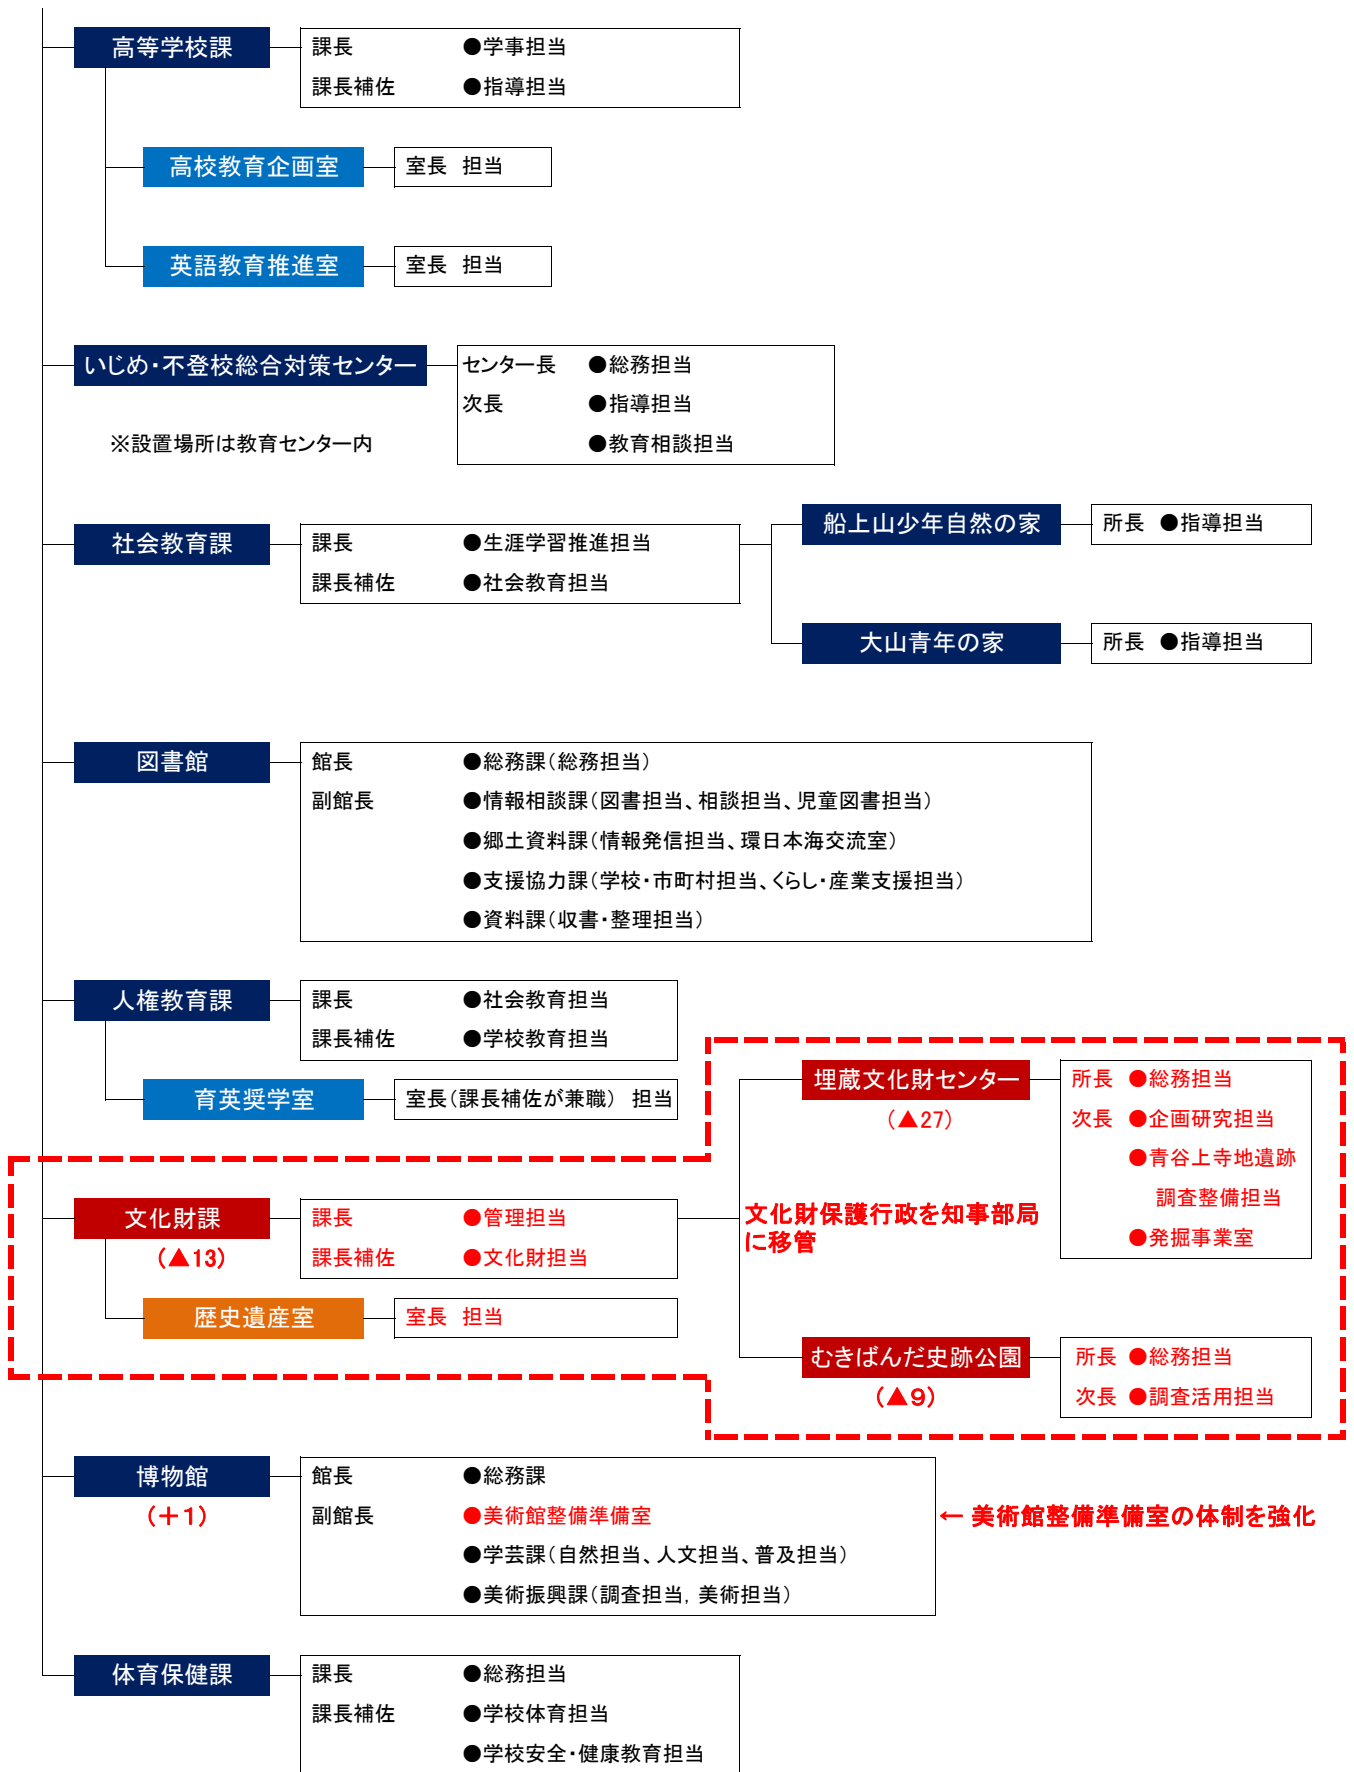 高等学校課
課長 ●学事担当
課長補佐 ●指導担当
高校教育企画室
室長 担当
英語教育推進室
室長 担当
いじめ・不登校総合対策センター
センター長 ●総務担当
次長 ●指導担当
●教育相談担当
※設置場所は教育センター内
社会教育課
課長 ●生涯学習推進担当
課長補佐 ●社会教育担当
船上山少年自然の家
所長 ●指導担当
大山青年の家
所長 ●指導担当
図書館
館長 ●総務課(総務担当)
副館長 ●情報相談課(図書担当、相談担当、児童図書担当)
●郷土資料課(情報発信担当、環日本海交流室)
●支援協力課(学校・市町村担当、くらし・産業支援担当)
●資料課(収書・整理担当)
人権教育課
課長 ●社会教育担当
課長補佐 ●学校教育担当
育英奨学室
室長(課長補佐が兼職) 担当
文化財課
(▲13)
課長 ●管理担当
課長補佐 ●文化財担当
歴史遺産室
室長 担当
文化財保護行政を知事部局
に移管
埋蔵文化財センター
(▲27)
所長 ●総務担当
次長 ●企画研究担当
●青谷上寺地遺跡
調査整備担当
●発掘事業室
むきばんだ史跡公園
(▲9)
所長 ●総務担当
次長 ●調査活用担当
博物館
(+1)
館長 ●総務課
副館長 ●美術館整備準備室
●学芸課(自然担当、人文担当、普及担当)
●美術振興課(調査担当, 美術担当)
← 美術館整備準備室の体制を強化
体育保健課
課長 ●総務担当
課長補佐 ●学校体育担当
●学校安全・健康教育担当